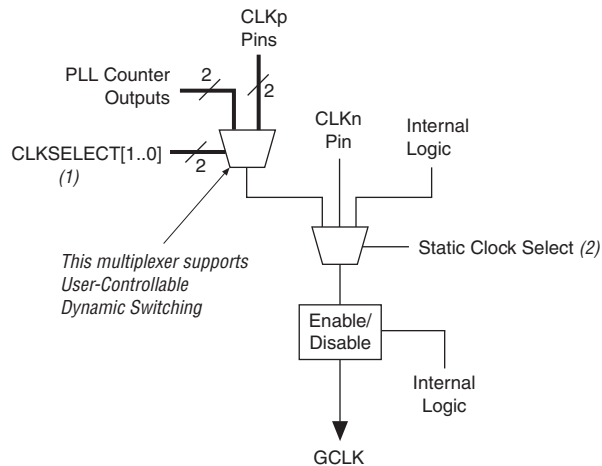 CLKp
Pins
PLL Counter
Outputs
2
2
CLKSELECT[1..0]
(1)
2
CLKn
Pin
Internal
Logic
This multiplexer supports
User-Controllable
Dynamic Switching
Static Clock Select (2)
Enable/
Disable
Internal
Logic
GCLK